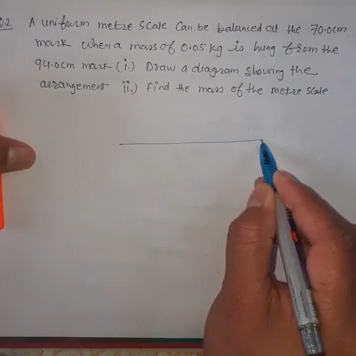 Q.2 A uniform metre scale can be balanced at the 70.0cm
mark when a mass of 0.05 kg is hung from the
94.0cm mark (i.) Draw a diagram showing the
arrangement ii.) find the mass of the metre scale